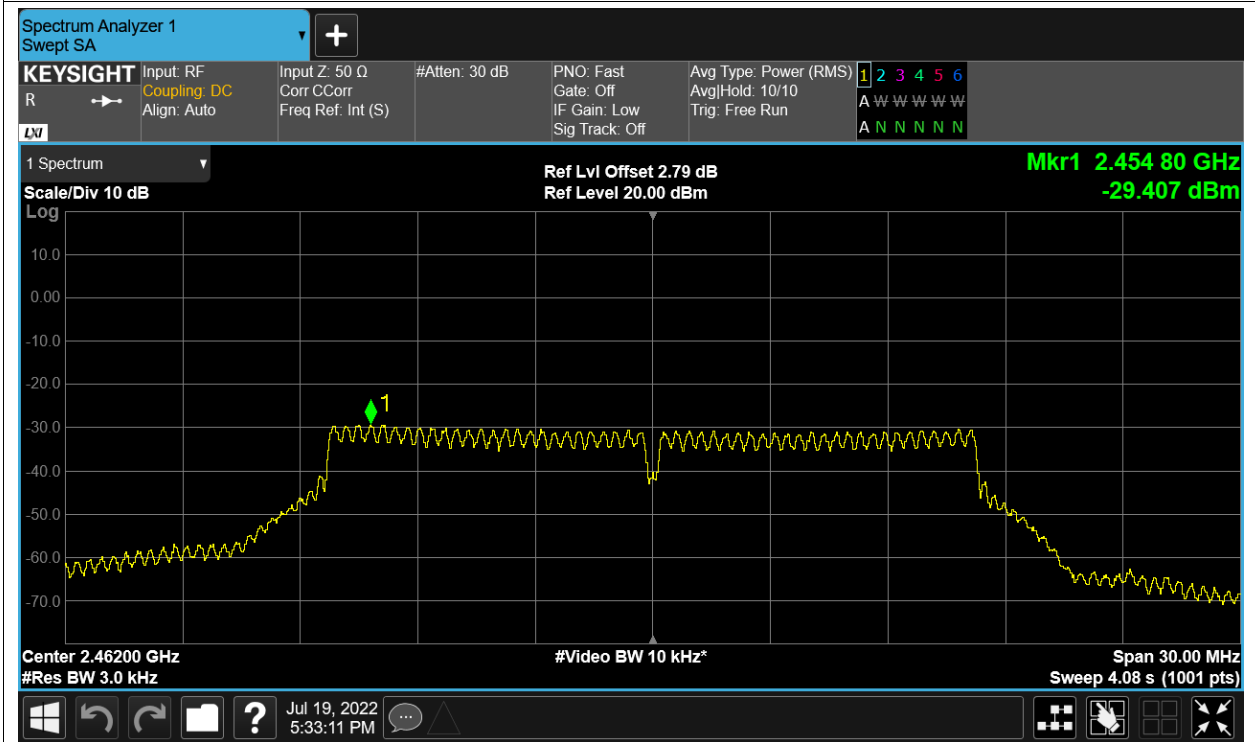 Spectrum Analyzer 1
Swept SA
+
KEYSIGHT Input: RF Input Z: 50 Ω #Atten: 30 dB PNO: Fast Avg Type: Power (RMS) 1 2 3 4 5 6
R Coupling: DC Corr CCorr Gate: Off Avg|Hold: 10/10 A W W W W W
Align: Auto Freq Ref: Int (S) IF Gain: Low Trig: Free Run
LXI Sig Track: Off A N N N N N
1 Spectrum Ref Lvl Offset 2.79 dB Mkr1 2.454 80 GHz
Scale/Div 10 dB Ref Level 20.00 dBm -29.407 dBm
Log
10.0
0.00
-10.0
-20.0
1
-30.0
-40.0
-50.0
-60.0
-70.0
Center 2.46200 GHz #Video BW 10 kHz* Span 30.00 MHz
#Res BW 3.0 kHz Sweep 4.08 s (1001 pts)
? Jul 19, 2022
5:33:11 PM